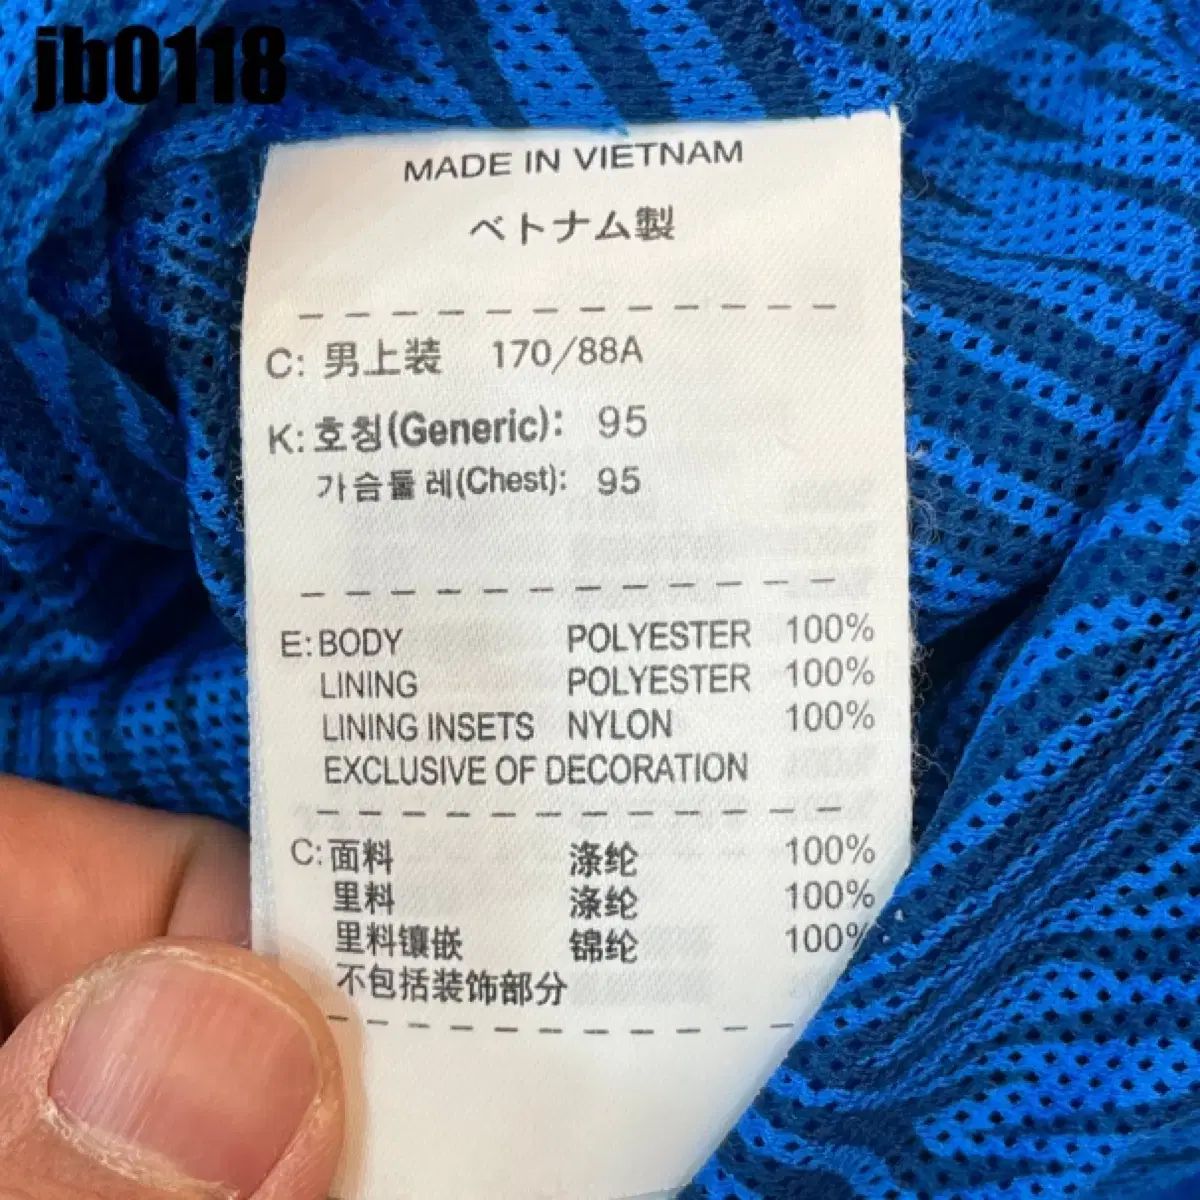 jb0118
MADE IN VIETNAM
ベトナム製
C: 男上装 170/88A
K: 호칭(Generic): 95
가슴둘레(Chest): 95
E: BODY POLYESTER 100%
LINING POLYESTER 100%
LINING INSETS NYLON 100%
EXCLUSIVE OF DECORATION
C: 面料 涤纶 100%
里料 涤纶 100%
里料镶嵌 锦纶 100%
不包括装饰部分